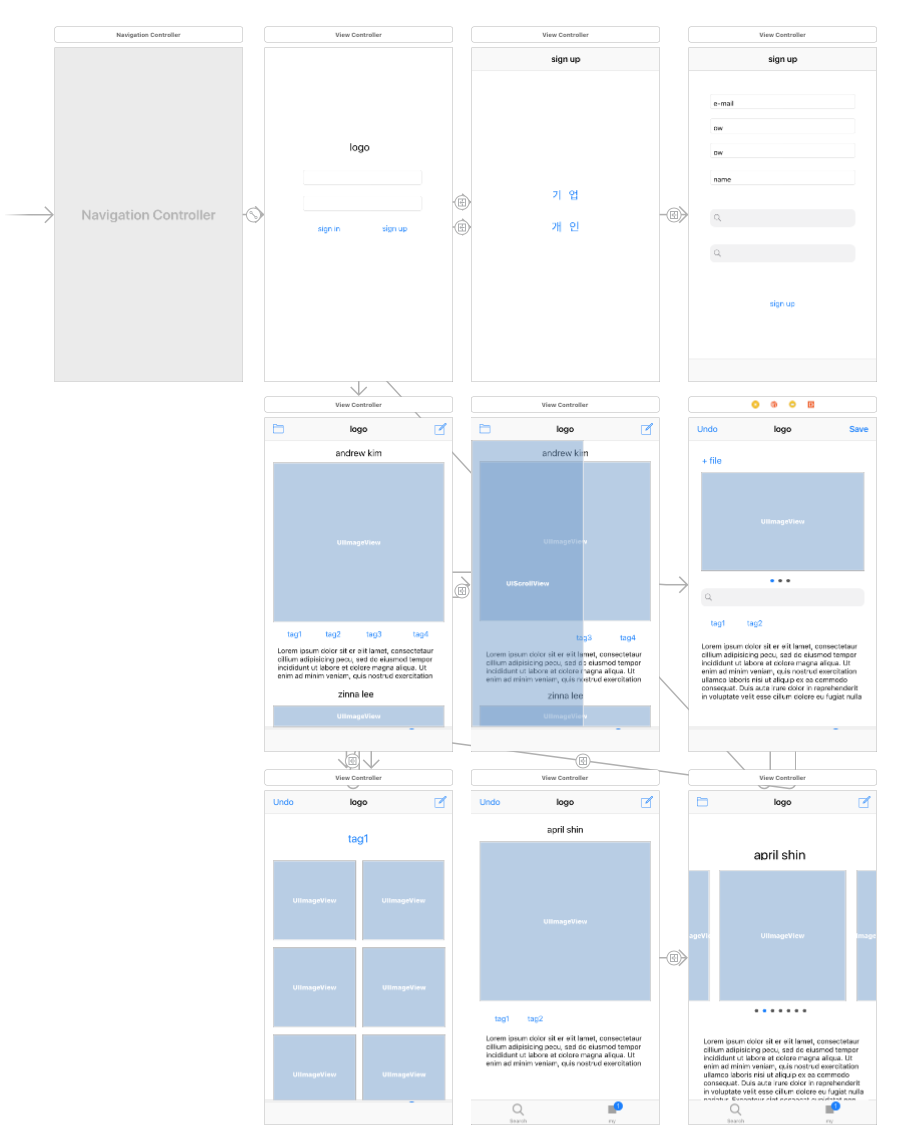 Navigation Controller
View Controller
View Controller
View Controller
Navigation Controller
logo
sign in
sign up
sign up
기 업
개 인
sign up
e-mail
pw
pw
name
sign up
View Controller
logo
andrew kim
UIImageView
tag1
tag2
tag3
tag4
Lorem ipsum dolor sit er elit lamet, consectetaur
cillium adipisicing pecu, sed do eiusmod tempor
incididunt ut labore et dolore magna aliqua. Ut
enim ad minim veniam, quis nostrud exercitation
zinna lee
UIImageView
View Controller
logo
andrew kim
UIImageView
UIScrollView
tag3
tag4
Lorem ipsum dolor sit er elit lamet, consectetaur
cillium adipisicing pecu, sed do eiusmod tempor
incididunt ut labore et dolore magna aliqua. Ut
enim ad minim veniam, quis nostrud exercitation
zinna lee
UIImageView
Undo
logo
Save
+ file
UIImageView
tag1
tag2
Lorem ipsum dolor sit er elit lamet, consectetaur
cillium adipisicing pecu, sed do eiusmod tempor
incididunt ut labore et dolore magna aliqua. Ut
enim ad minim veniam, quis nostrud exercitation
ullamco laboris nisi ut aliquip ex ea commodo
consequat. Duis aute irure dolor in reprehenderit
in voluptate velit esse cillum dolore eu fugiat nulla
View Controller
Undo
logo
tag1
UIImageView
UIImageView
UIImageView
UIImageView
UIImageView
UIImageView
View Controller
Undo
logo
april shin
UIImageView
tag1
tag2
Lorem ipsum dolor sit er elit lamet, consectetaur
cillium adipisicing pecu, sed do eiusmod tempor
incididunt ut labore et dolore magna aliqua. Ut
enim ad minim veniam, quis nostrud exercitation
Search
1
my
View Controller
logo
april shin
ageVi
UIImageView
Image
Lorem ipsum dolor sit er elit lamet, consectetaur
cillium adipisicing pecu, sed do eiusmod tempor
incididunt ut labore et dolore magna aliqua. Ut
enim ad minim veniam, quis nostrud exercitation
ullamco laboris nisi ut aliquip ex ea commodo
consequat. Duis aute irure dolor in reprehenderit
in voluptate velit esse cillum dolore eu fugiat nulla
Search
1
my